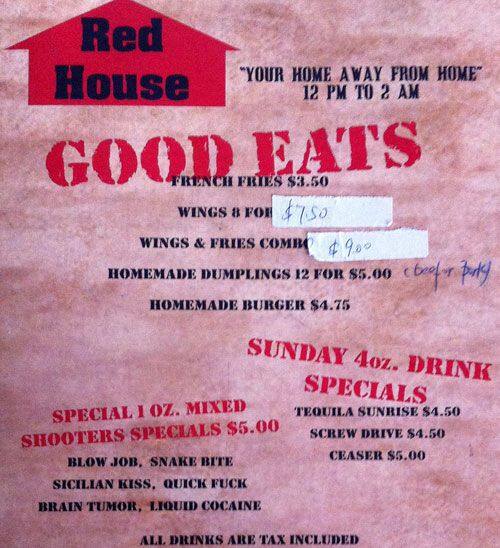 Red
House
"YOUR HOME AWAY FROM HOME"
12 PM TO 2 AM
GOOD EATS
FRENCH FRIES $3.50
WINGS 8 FOR $7.50
WINGS & FRIES COMBO $9.00
HOMEMADE DUMPLINGS 12 FOR $5.00 (beef or Pork)
HOMEMADE BURGER $4.75
SUNDAY 4OZ. DRINK
SPECIALS
TEQUILA SUNRISE $4.50
SCREW DRIVE $4.50
CEASER $5.00
SPECIAL 1 OZ. MIXED
SHOOTERS SPECIALS $5.00
BLOW JOB, SNAKE BITE
SICILIAN KISS, QUICK FUCK
BRAIN TUMOR, LIQUID COCAINE
ALL DRINKS ARE TAX INCLUDED